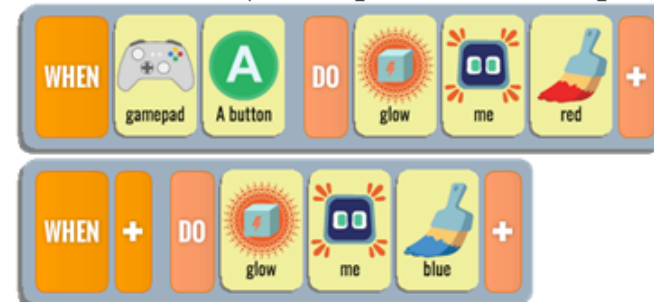 WHEN DO +
A
gamepad A button glow me red
WHEN + DO +
glow me blue